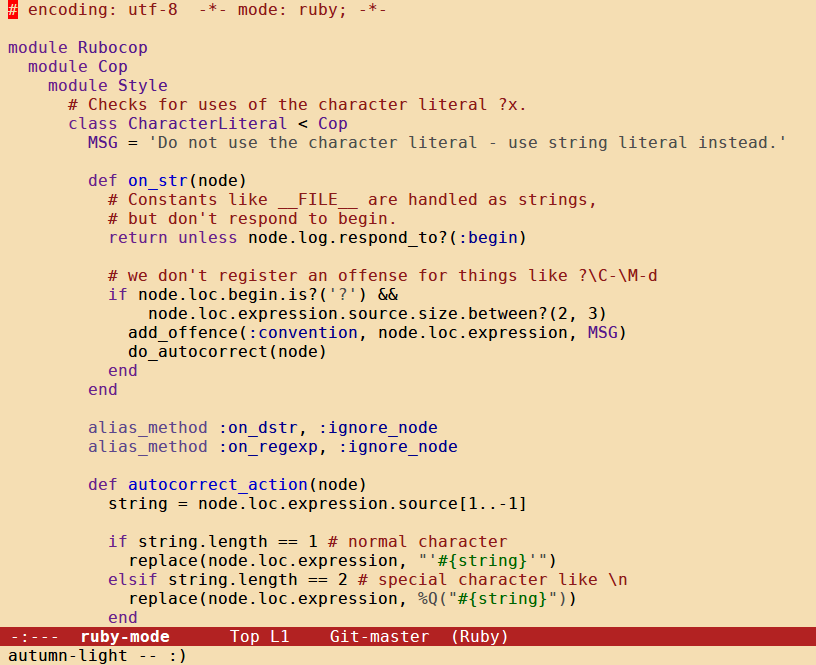 # encoding: utf-8  -*- mode: ruby; -*-

module Rubocop
  module Cop
    module Style
      # Checks for uses of the character literal ?x.
      class CharacterLiteral < Cop
        MSG = 'Do not use the character literal - use string literal instead.'

        def on_str(node)
          # Constants like __FILE__ are handled as strings,
          # but don't respond to begin.
          return unless node.log.respond_to?(:begin)

          # we don't register an offense for things like ?\C-\M-d
          if node.loc.begin.is?('?') &&
              node.loc.expression.source.size.between?(2, 3)
            add_offence(:convention, node.loc.expression, MSG)
            do_autocorrect(node)
          end
        end

        alias_method :on_dstr, :ignore_node
        alias_method :on_regexp, :ignore_node

        def autocorrect_action(node)
          string = node.loc.expression.source[1..-1]

          if string.length == 1 # normal character
            replace(node.loc.expression, "'#{string}'")
          elsif string.length == 2 # special character like \n
            replace(node.loc.expression, %Q("#{string}"))
          end
-:---  ruby-mode      Top L1    Git-master  (Ruby)
autumn-light -- :)